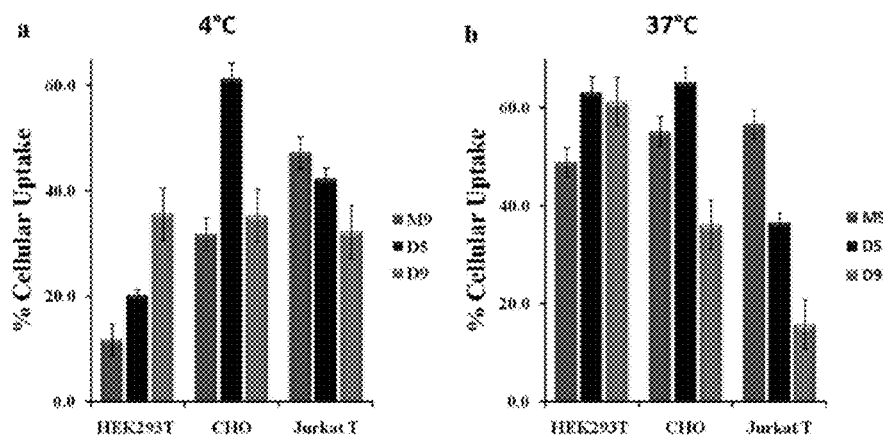 a
4°C
% Cellular Uptake
60.0
40.0
20.0
0.0
HEK293T
CHO
Jurkat T
M9
D5
D9
b
37°C
% Cellular Uptake
60.0
40.0
20.0
0.0
HEK293T
CHO
Jurkat T
M9
D5
D9